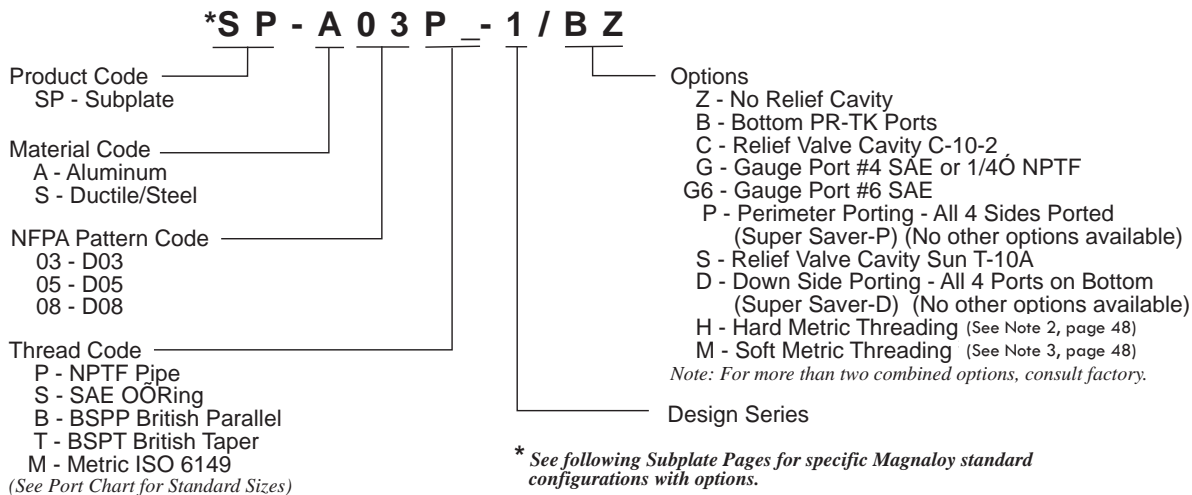 *SP-A03P_-1/BZ
Product Code
SP - Subplate
Material Code
A - Aluminum
S - Ductile/Steel
NFPA Pattern Code
03 - D03
05 - D05
08 - D08
Thread Code
P - NPTF Pipe
S - SAE OÕRing
B - BSPP British Parallel
T - BSPT British Taper
M - Metric ISO 6149
(See Port Chart for Standard Sizes)
Options
Z - No Relief Cavity
B - Bottom PR-TK Ports
C - Relief Valve Cavity C-10-2
G - Gauge Port #4 SAE or 1/4Ó NPTF
G6 - Gauge Port #6 SAE
P - Perimeter Porting - All 4 Sides Ported
(Super Saver-P) (No other options available)
S - Relief Valve Cavity Sun T-10A
D - Down Side Porting - All 4 Ports on Bottom
(Super Saver-D) (No other options available)
H - Hard Metric Threading (See Note 2, page 48)
M - Soft Metric Threading (See Note 3, page 48)
Note: For more than two combined options, consult factory.
Design Series
* See following Subplate Pages for specific Magnaloy standard
configurations with options.